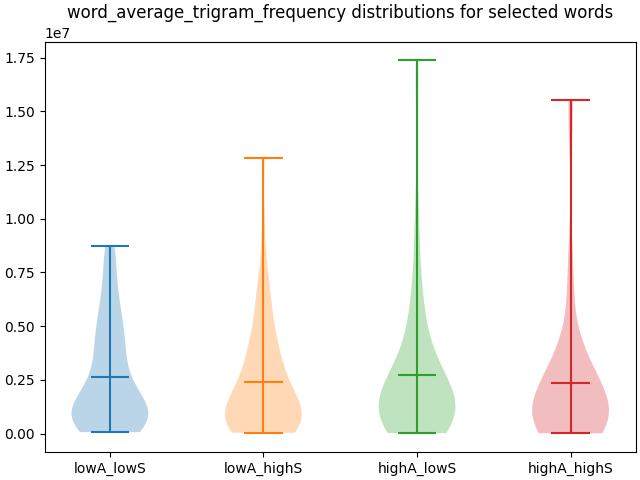 word_average_trigram_frequency distributions for selected words
1e7
1.75
1.50
1.25
1.00
0.75
0.50
0.25
0.00
lowA_lowS lowA_highS highA_lowS highA_highS